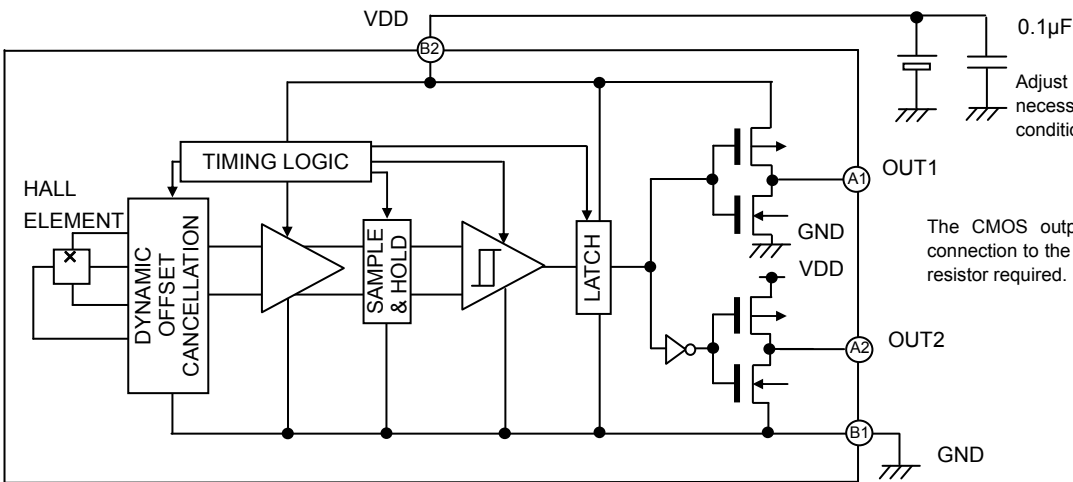 VDD
B2
0.1µF
Adjust
necess
conditio
TIMING LOGIC
HALL
ELEMENT
DYNAMIC
OFFSET
CANCELLATION
SAMPLE
& HOLD
LATCH
A1
OUT1
GND
The CMOS outp
connection to the
resistor required.
VDD
A2
OUT2
B1
GND